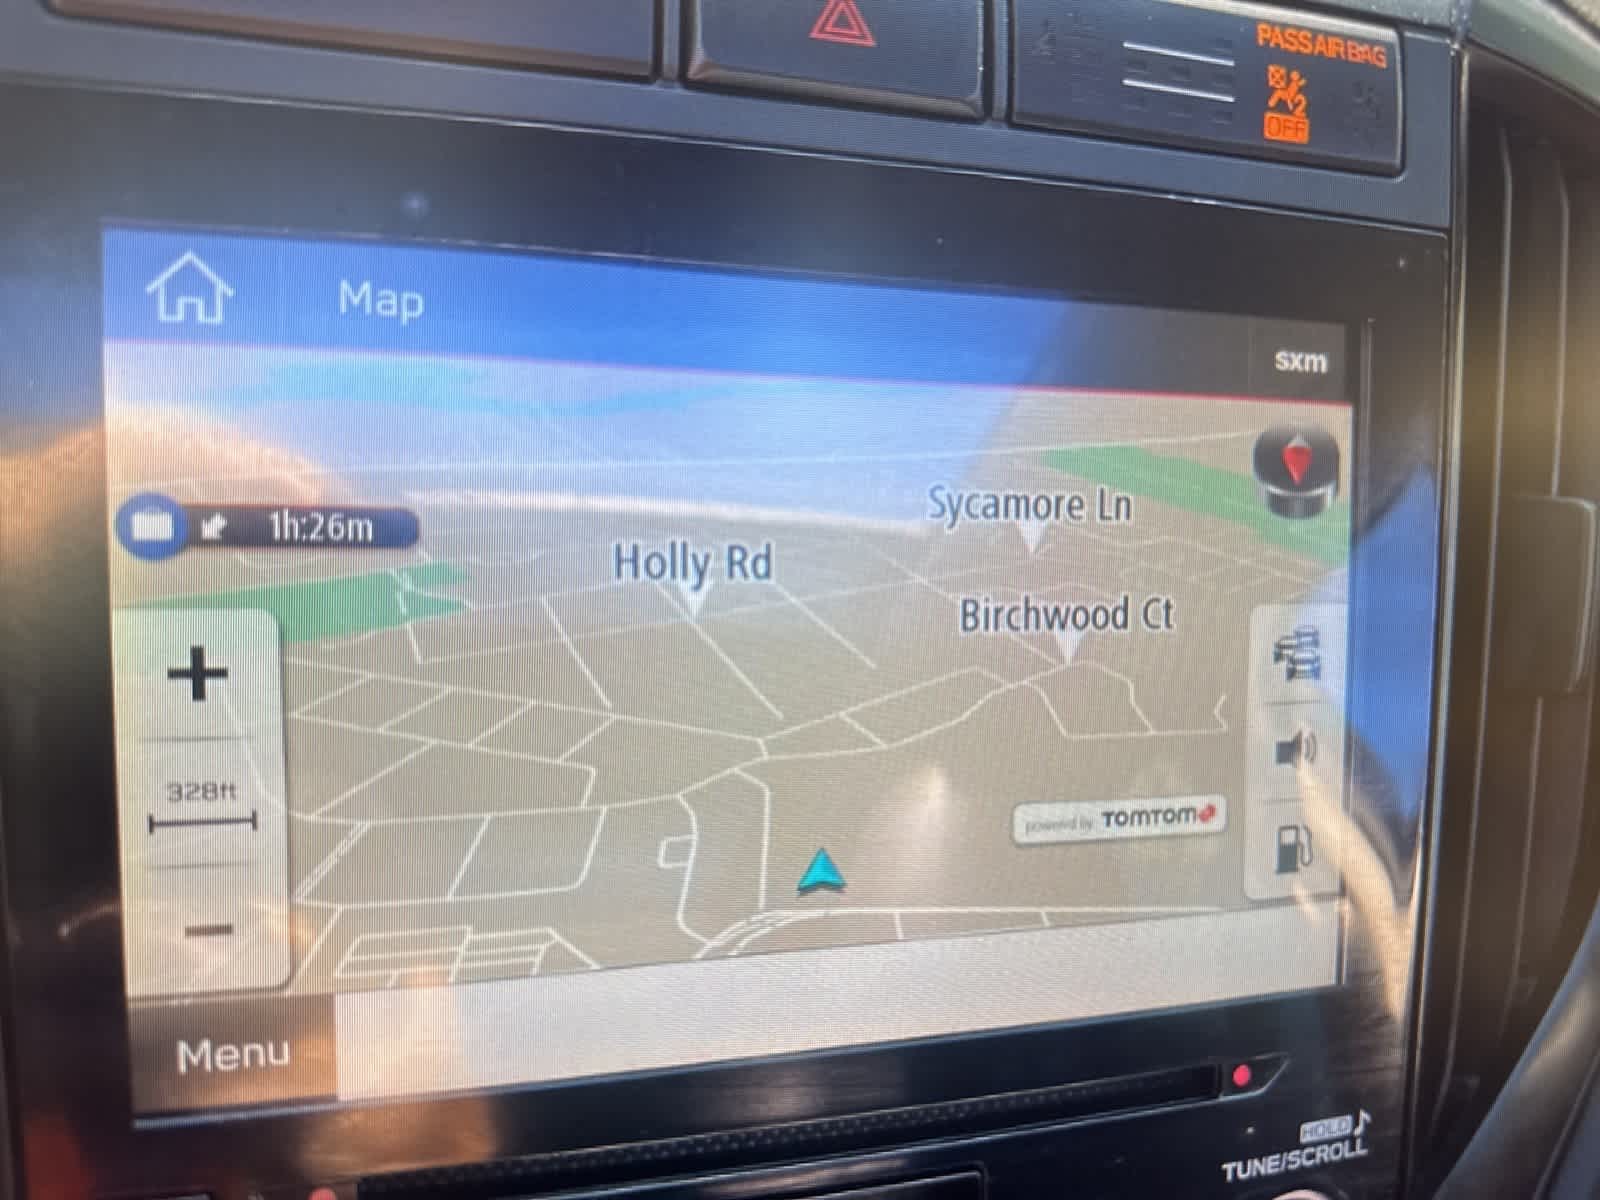 PASS AIR BAG
2
OFF
Map
sxm
1h:26m
Sycamore Ln
Holly Rd
Birchwood Ct
+
328ft
powered by TOMTOM
−
Menu
HOLD
TUNE/SCROLL